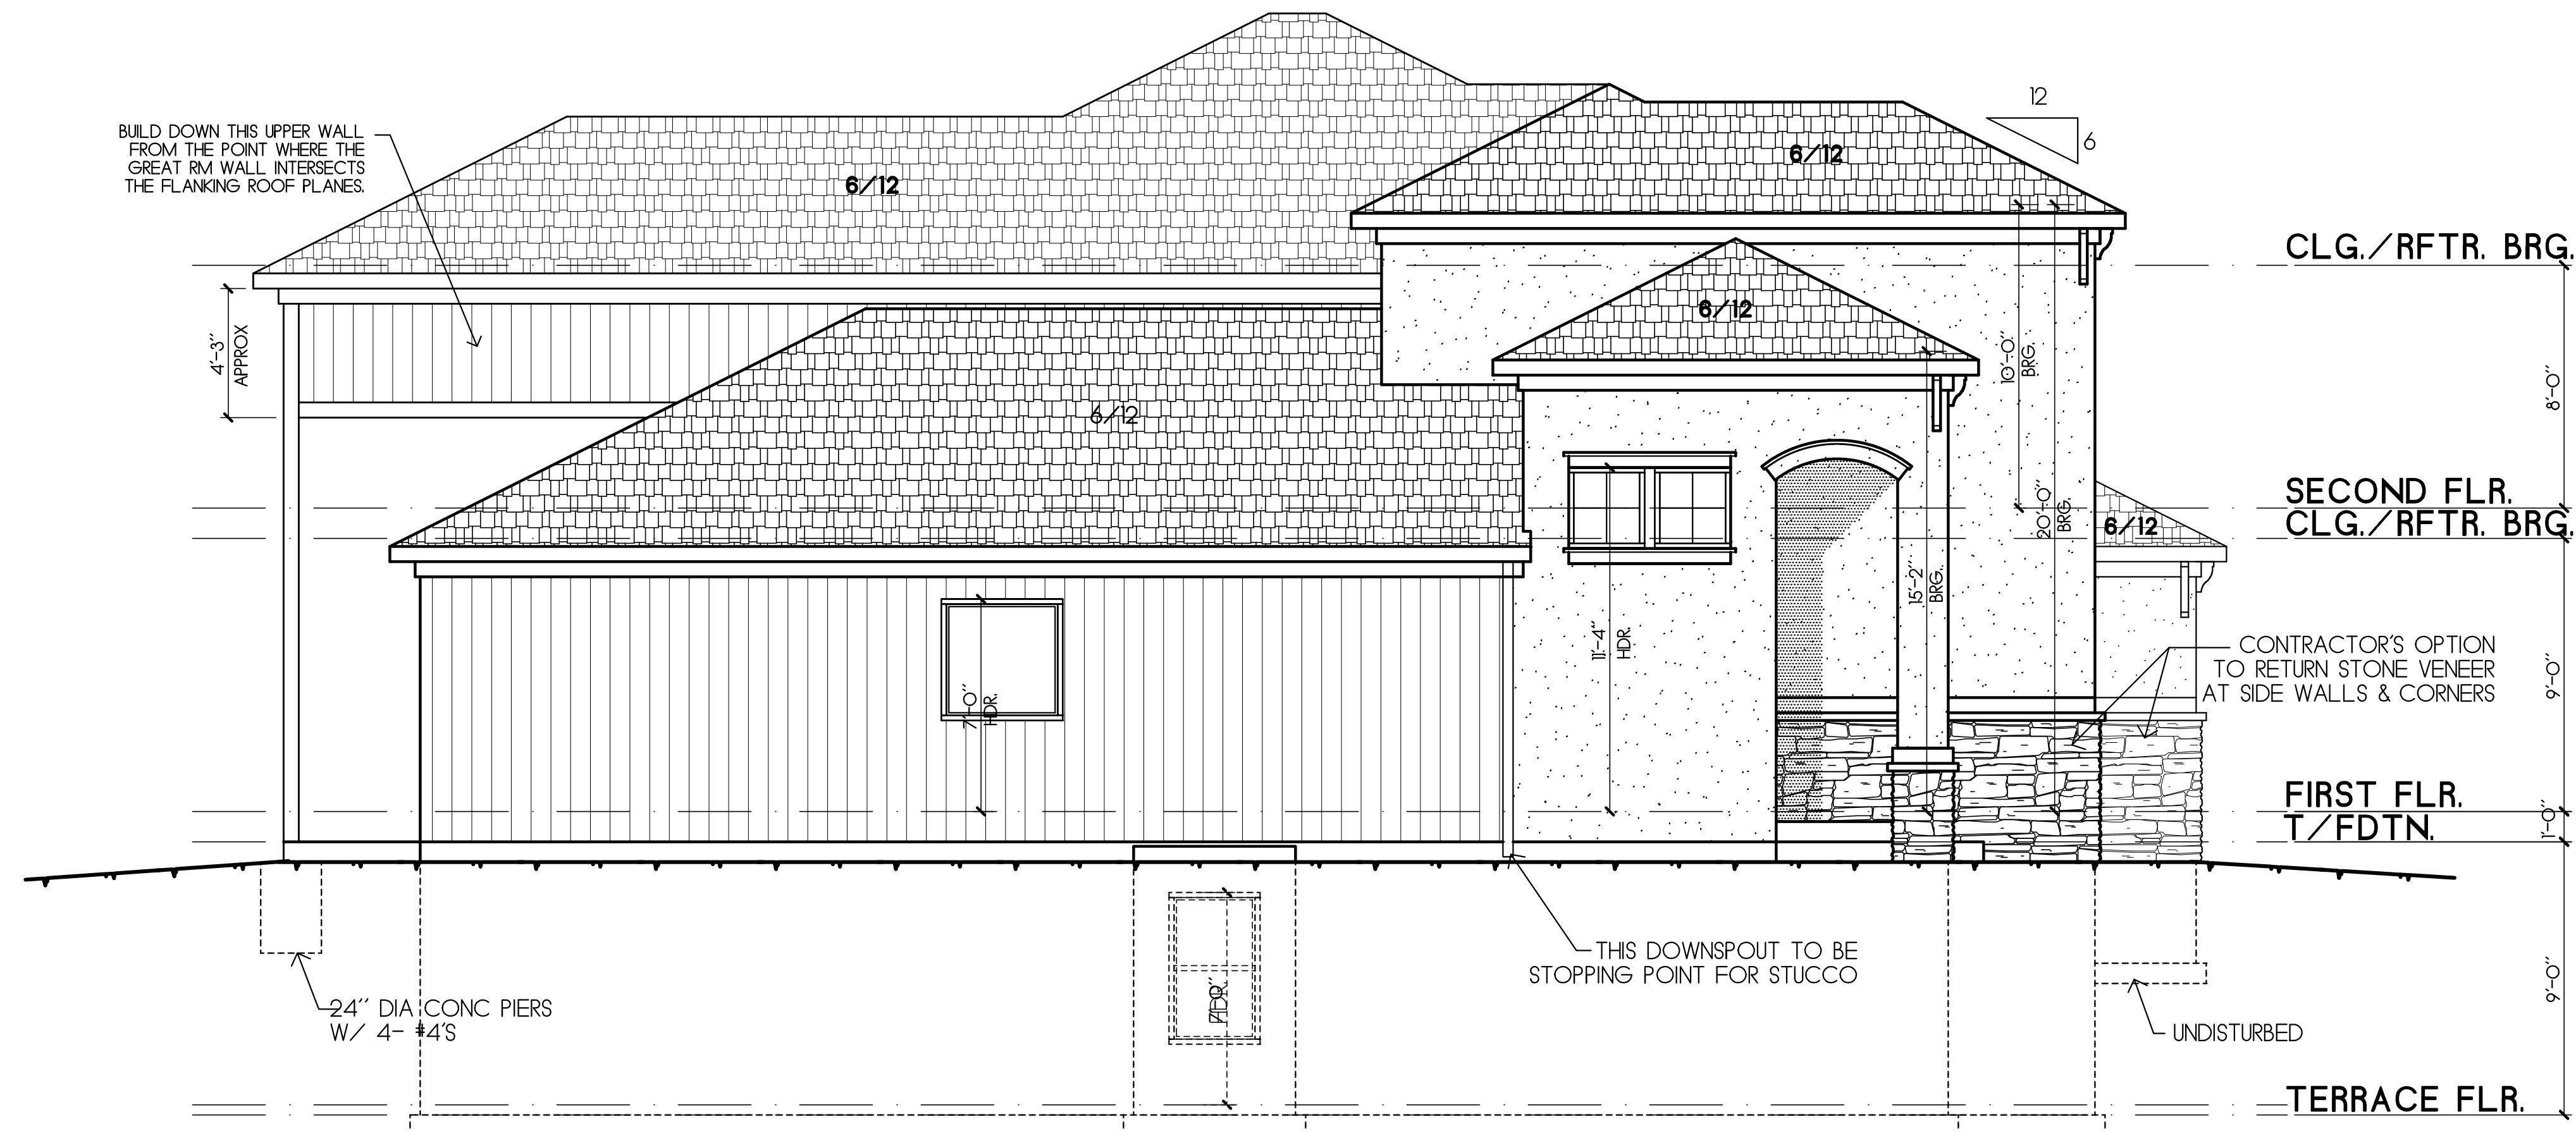 12
6
BUILD DOWN THIS UPPER WALL
FROM THE POINT WHERE THE
GREAT RM WALL INTERSECTS
THE FLANKING ROOF PLANES.
6/12
6/12
CLG./RFTR. BRG.
6/12
4'-3"
APPROX
10'-0"
BRG.
8'-0"
6/12
SECOND FLR.
CLG./RFTR. BRG.
20'-0"
BRG.
6/12
15'-2"
BRG.
11'-4"
HDR.
7'-0"
HDR.
CONTRACTOR'S OPTION
TO RETURN STONE VENEER
AT SIDE WALLS & CORNERS
9'-0"
FIRST FLR.
T/FDTN.
1'-0"
THIS DOWNSPOUT TO BE
STOPPING POINT FOR STUCCO
24" DIA CONC PIERS
W/ 4- #4'S
HDR.
9'-0"
UNDISTURBED
TERRACE FLR.